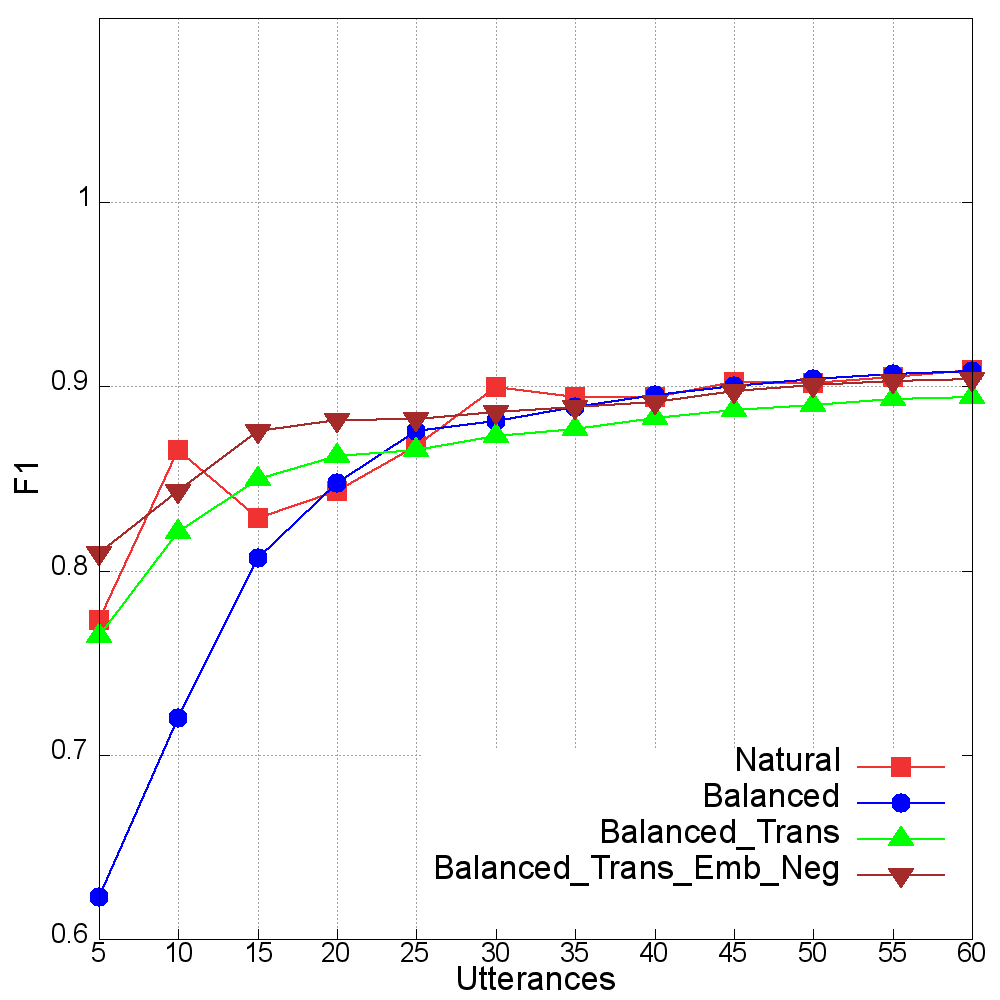 1
0.9
0.8
0.7
0.6
F1
Natural
Balanced
Balanced_Trans
Balanced_Trans_Emb_Neg
5 10 15 20 25 30 35 40 45 50 55 60
Utterances